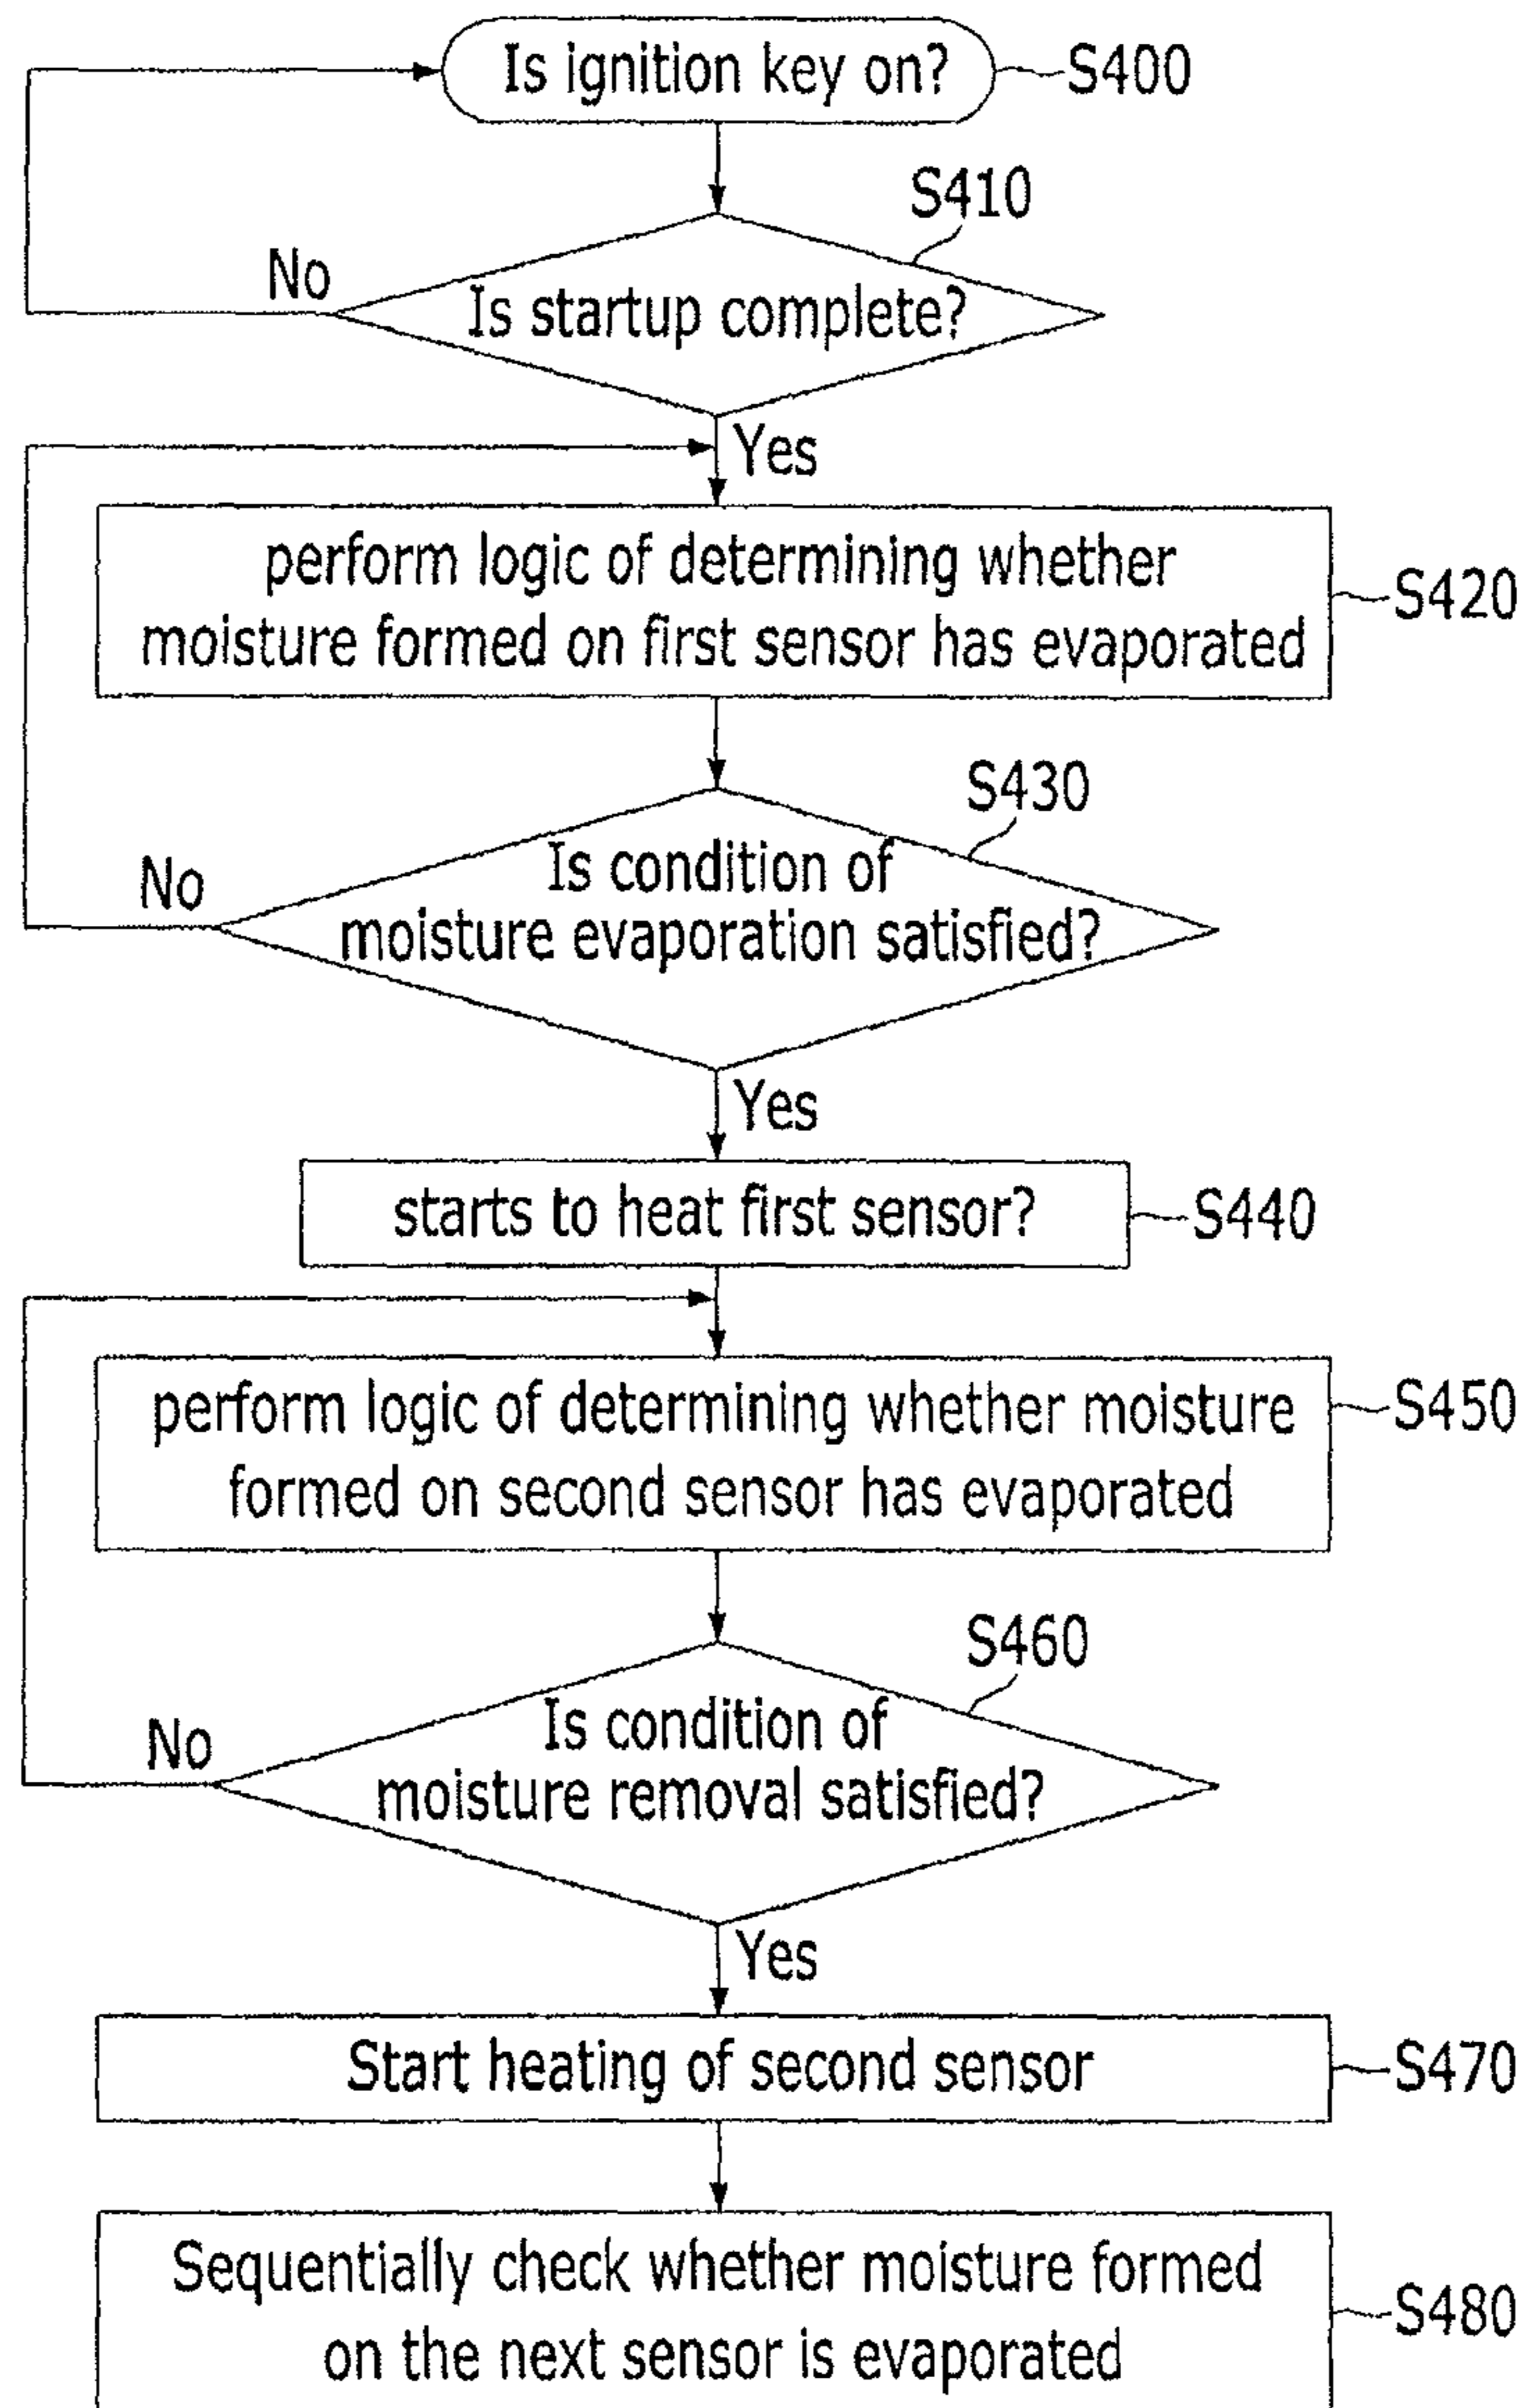 Is ignition key on?
S400
S410
No
Is startup complete?
Yes
perform logic of determining whether
moisture formed on first sensor has evaporated
S420
S430
No
Is condition of
moisture evaporation satisfied?
Yes
starts to heat first sensor?
S440
perform logic of determining whether moisture
formed on second sensor has evaporated
S450
S460
No
Is condition of
moisture removal satisfied?
Yes
Start heating of second sensor
S470
Sequentially check whether moisture formed
on the next sensor is evaporated
S480